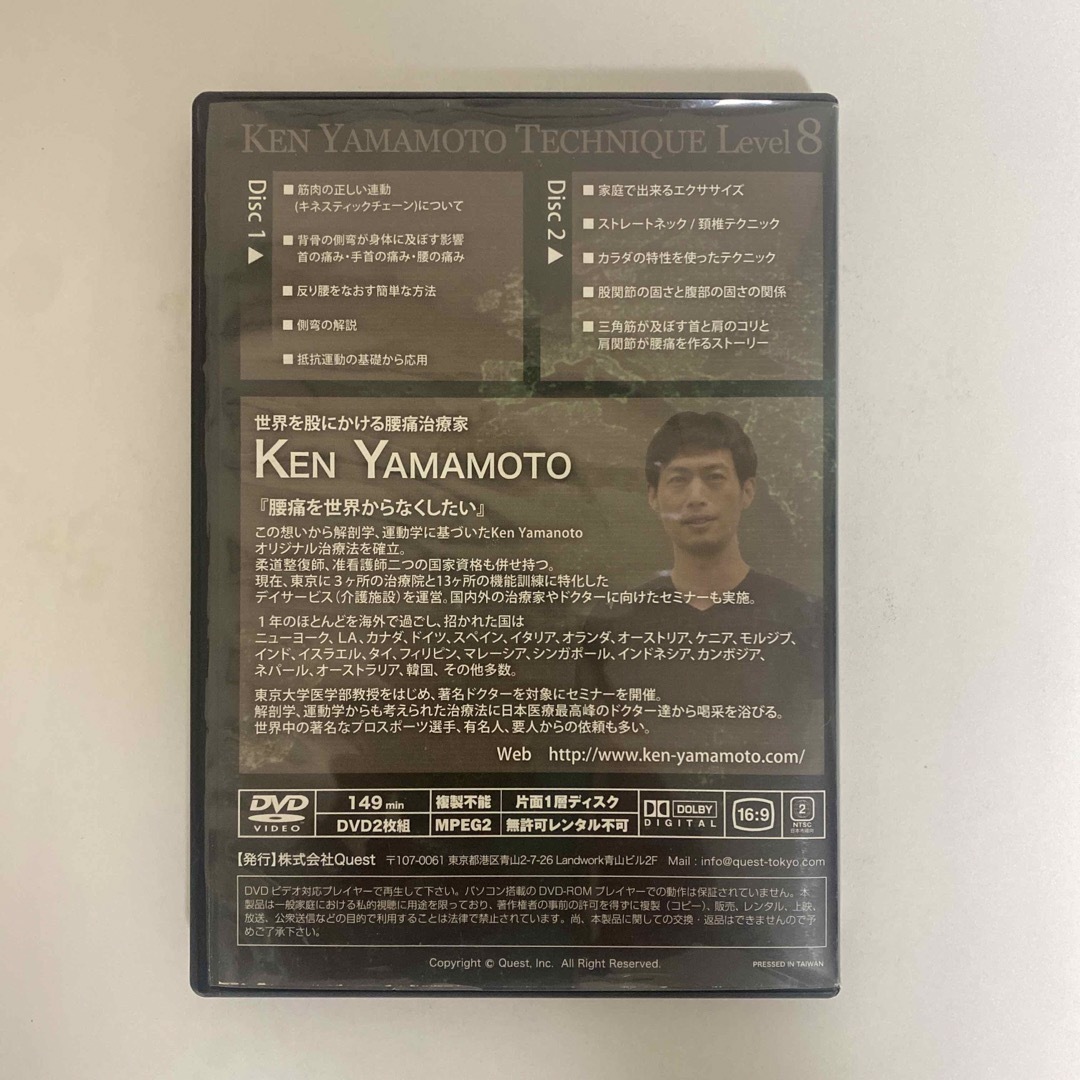 KEN YAMAMOTO TECHNIQUE Level 8
Disc 1 ▶
■ 筋肉の正しい連動
(キネスティックチェーン)について
■ 背骨の側弯が身体に及ぼす影響
首の痛み・手首の痛み・腰の痛み
■ 反り腰をなおす簡単な方法
■ 側弯の解説
■ 抵抗運動の基礎から応用
Disc 2 ▶
■ 家庭で出来るエクササイズ
■ ストレートネック / 頚椎テクニック
■ カラダの特性を使ったテクニック
■ 股関節の固さと腹部の固さの関係
■ 三角筋が及ぼす首と肩のコリと
肩関節が腰痛を作るストーリー
世界を股にかける腰痛治療家
KEN YAMAMOTO
『腰痛を世界からなくしたい』
この想いから解剖学、運動学に基づいたKen Yamanoto
オリジナル治療法を確立。
柔道整復師、准看護師二つの国家資格も併せ持つ。
現在、東京に3ヶ所の治療院と13ヶ所の機能訓練に特化した
デイサービス(介護施設)を運営。国内外の治療家やドクターに向けたセミナーも実施。
1年のほとんどを海外で過ごし、招かれた国は
ニューヨーク、LA、カナダ、ドイツ、スペイン、イタリア、オランダ、オーストリア、ケニア、モルジブ、
インド、イスラエル、タイ、フィリピン、マレーシア、シンガポール、インドネシア、カンボジア、
ネパール、オーストラリア、韓国、その他多数。
東京大学医学部教授をはじめ、著名ドクターを対象にセミナーを開催。
解剖学、運動学からも考えられた治療法に日本医療最高峰のドクター達から喝采を浴びる。
世界中の著名なプロスポーツ選手、有名人、要人からの依頼も多い。
Web http://www.ken-yamamoto.com/
DVD VIDEO
149 min
DVD2枚組
複製不能
MPEG2
片面1層ディスク
無許可レンタル不可
DOLBY
DIGITAL
16:9
2
NTSC
日本市場向
【発行】株式会社Quest 〒107-0061 東京都港区青山2-7-26 Landwork青山ビル2F Mail : info@quest-tokyo.com
DVD ビデオ対応プレイヤーで再生して下さい。パソコン搭載の DVD-ROM プレイヤーでの動作は保証されていません。本
製品は一般家庭における私的視聴に用途を限っており、著作権者の事前の許可を得ずに複製(コピー)、販売、レンタル、上映、
放送、公衆送信などの目的で利用することは法律で禁止されています。尚、本製品に関しての交換・返品はできませんので予
めご了承下さい。
Copyright © Quest, Inc. All Right Reserved.
PRESSED IN TAIWAN